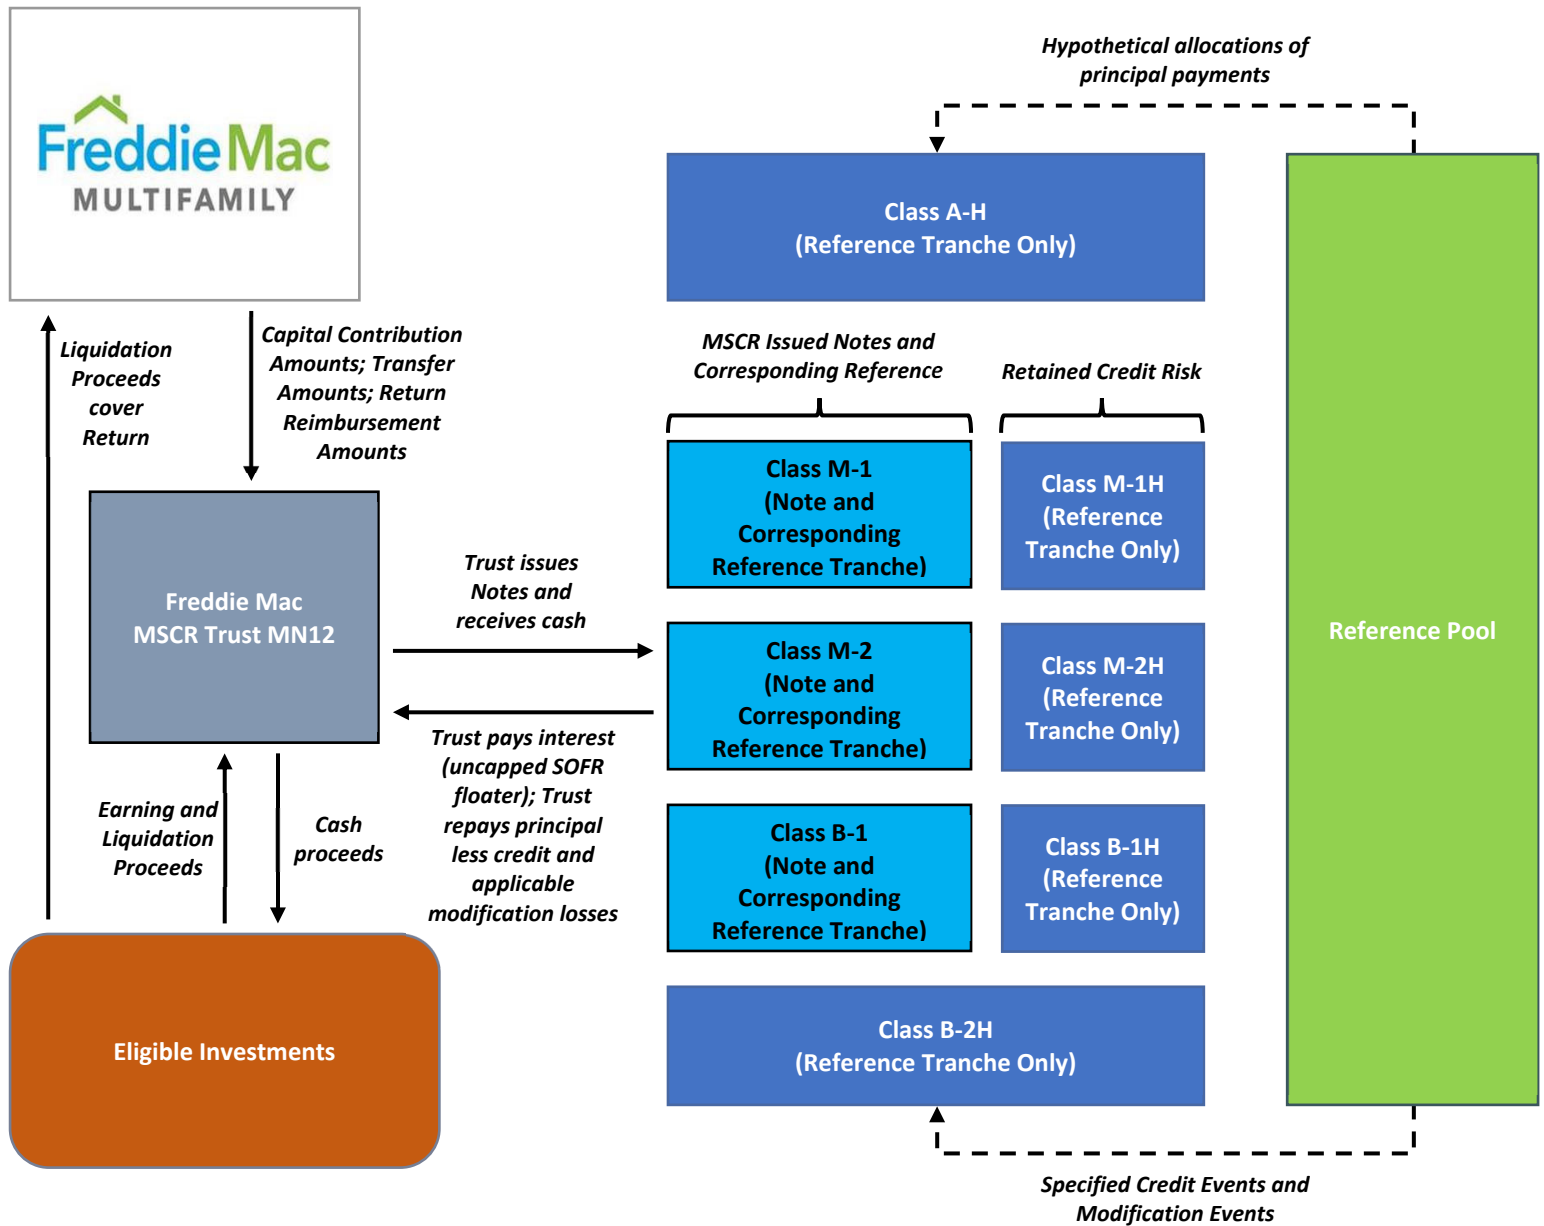 Freddie Mac
MULTIFAMILY
Hypothetical allocations of
principal payments
Class A-H
(Reference Tranche Only)
Liquidation
Proceeds
cover
Return
Capital Contribution
Amounts; Transfer
Amounts; Return
Reimbursement
Amounts
MSCR Issued Notes and
Corresponding Reference
Retained Credit Risk
Class M-1
(Note and
Corresponding
Reference Tranche)
Class M-1H
(Reference
Tranche Only)
Freddie Mac
MSCR Trust MN12
Trust issues
Notes and
receives cash
Class M-2
(Note and
Corresponding
Reference Tranche)
Class M-2H
(Reference
Tranche Only)
Reference Pool
Trust pays interest
(uncapped SOFR
floater); Trust
repays principal
less credit and
applicable
modification losses
Earning and
Liquidation
Proceeds
Cash
proceeds
Class B-1
(Note and
Corresponding
Reference Tranche)
Class B-1H
(Reference
Tranche Only)
Eligible Investments
Class B-2H
(Reference Tranche Only)
Specified Credit Events and
Modification Events